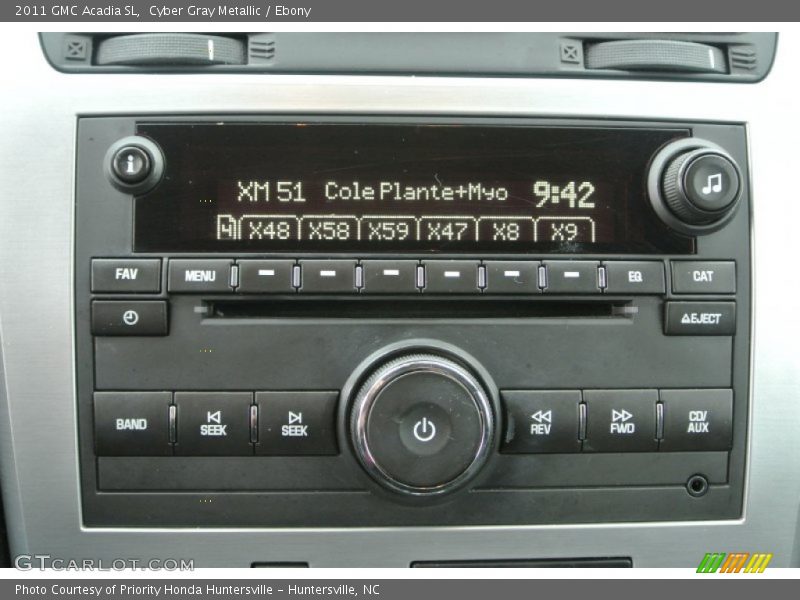 2011 GMC Acadia SL, Cyber Gray Metallic / Ebony
i
XM 51 Cole Plante+Myo 9:42
X48 X58 X59 X47 X8 X9
FAV MENU EQ CAT
EJECT
BAND SEEK SEEK REV FWD CD/
AUX
GTCARLOT.COM
Photo Courtesy of Priority Honda Huntersville - Huntersville, NC